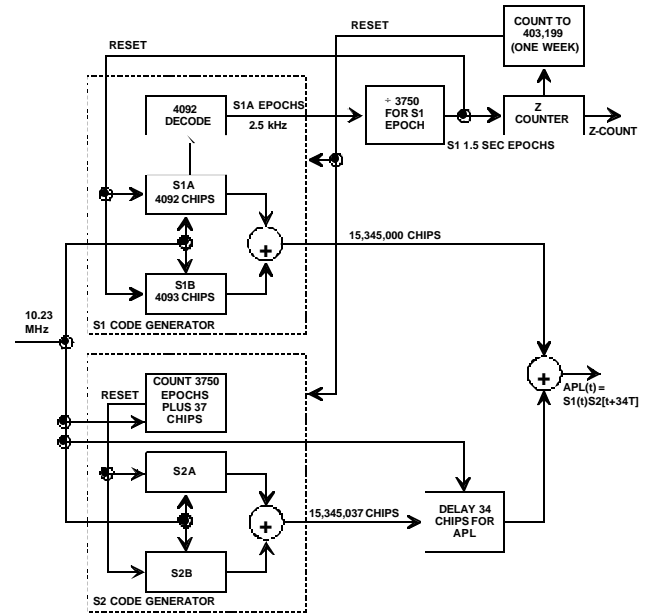 RESET
COUNT TO
403,199
(ONE WEEK)
RESET
4092
DECODE
S1A EPOCHS
2.5 kHz
÷ 3750
FOR S1
EPOCH
Z
COUNTER
Z-COUNT
S1 1.5 SEC EPOCHS
S1A
4092 CHIPS
+
15,345,000 CHIPS
S1B
4093 CHIPS
S1 CODE GENERATOR
10.23
MHz
RESET
COUNT 3750
EPOCHS
PLUS 37
CHIPS
+
APL(t) =
S1(t)S2[t+34T]
S2A
+
15,345,037 CHIPS
DELAY 34
CHIPS FOR
APL
S2B
S2 CODE GENERATOR